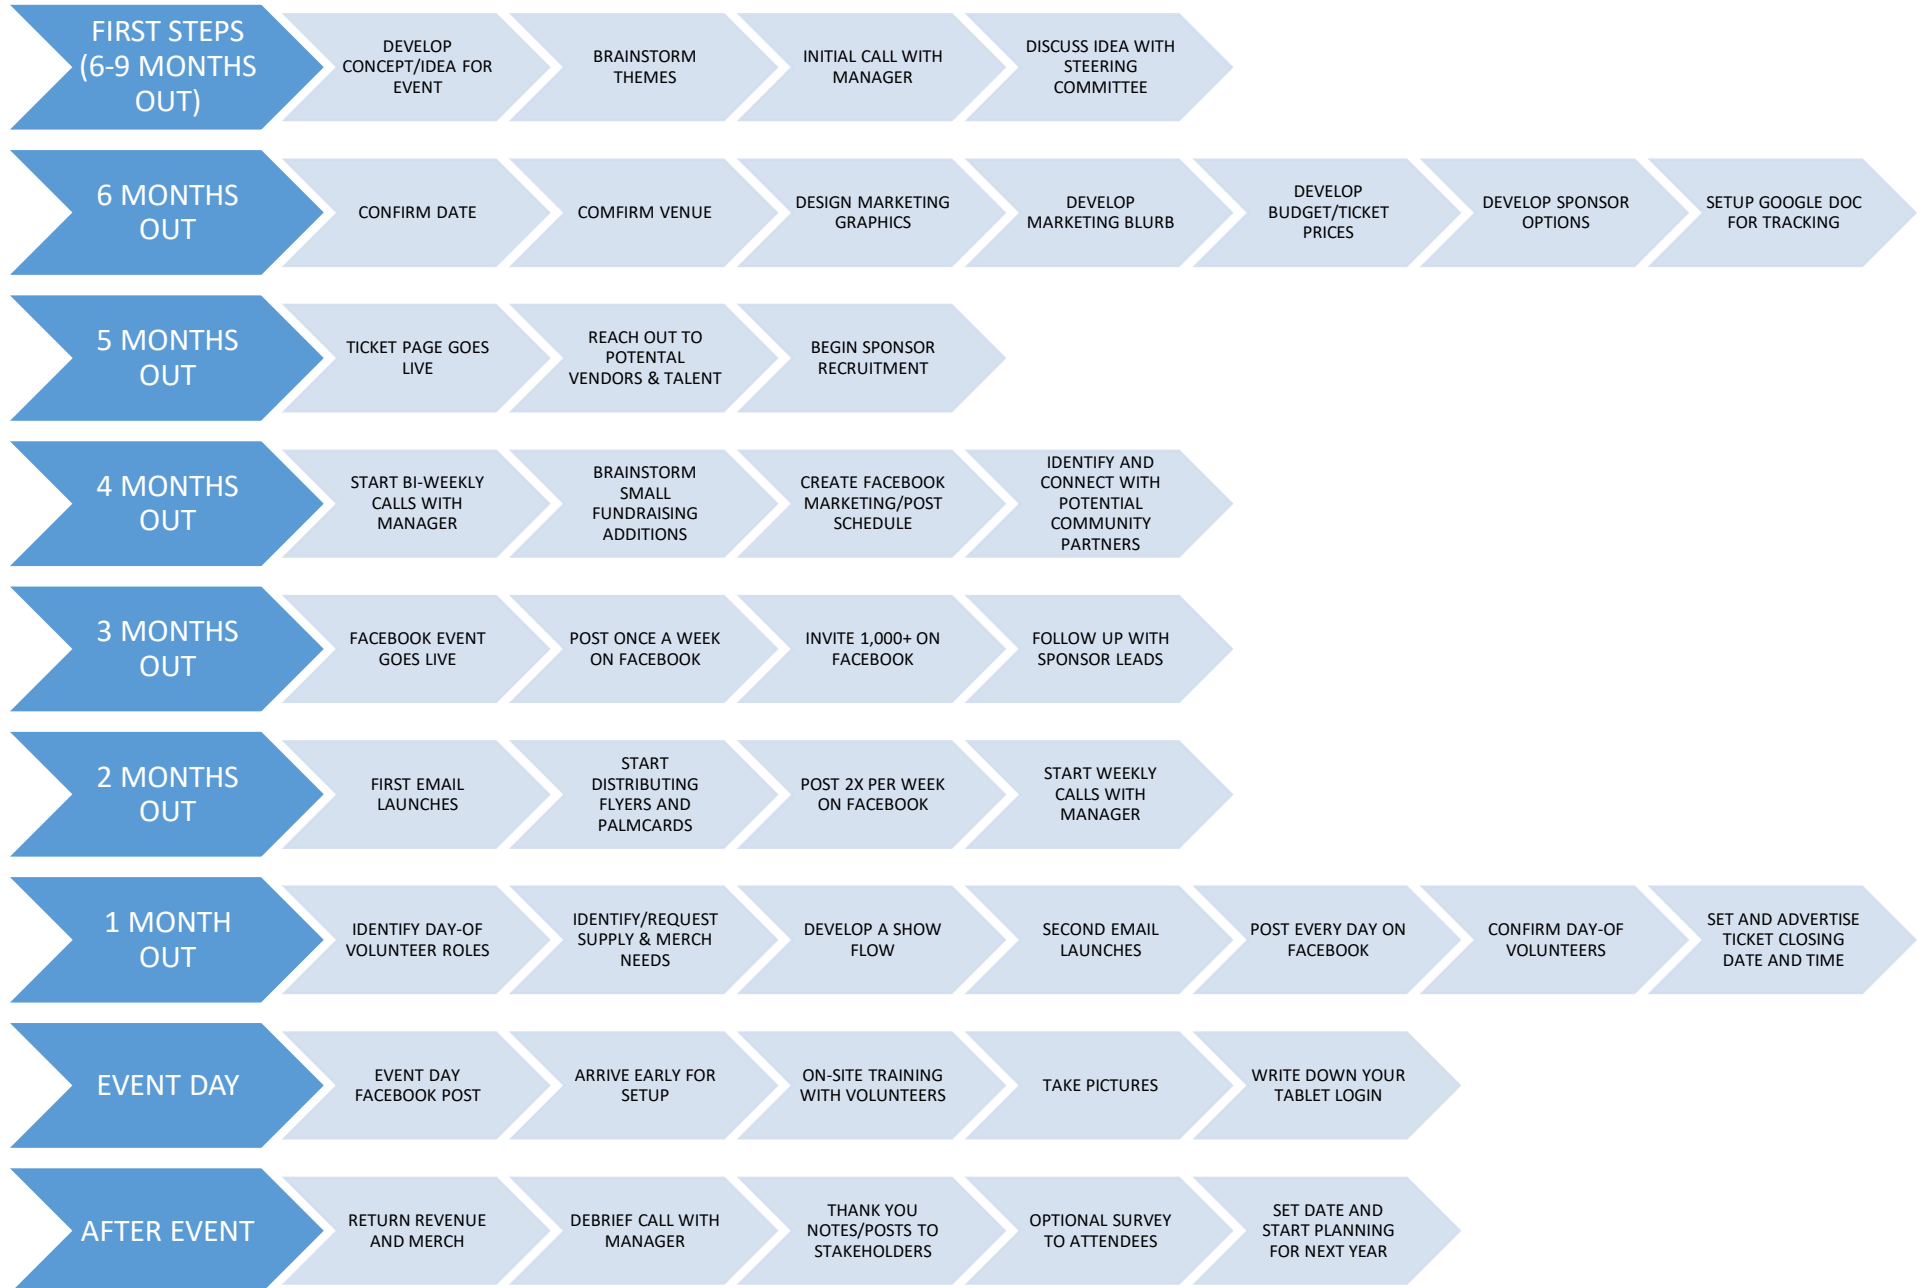 FIRST STEPS
(6-9 MONTHS
OUT)
DEVELOP
CONCEPT/IDEA FOR
EVENT
BRAINSTORM
THEMES
INITIAL CALL WITH
MANAGER
DISCUSS IDEA WITH
STEERING
COMMITTEE
6 MONTHS
OUT
CONFIRM DATE
COMFIRM VENUE
DESIGN MARKETING
GRAPHICS
DEVELOP
MARKETING BLURB
DEVELOP
BUDGET/TICKET
PRICES
DEVELOP SPONSOR
OPTIONS
SETUP GOOGLE DOC
FOR TRACKING
5 MONTHS
OUT
TICKET PAGE GOES
LIVE
REACH OUT TO
POTENTAL
VENDORS & TALENT
BEGIN SPONSOR
RECRUITMENT
4 MONTHS
OUT
START BI-WEEKLY
CALLS WITH
MANAGER
BRAINSTORM
SMALL
FUNDRAISING
ADDITIONS
CREATE FACEBOOK
MARKETING/POST
SCHEDULE
IDENTIFY AND
CONNECT WITH
POTENTIAL
COMMUNITY
PARTNERS
3 MONTHS
OUT
FACEBOOK EVENT
GOES LIVE
POST ONCE A WEEK
ON FACEBOOK
INVITE 1,000+ ON
FACEBOOK
FOLLOW UP WITH
SPONSOR LEADS
2 MONTHS
OUT
FIRST EMAIL
LAUNCHES
START
DISTRIBUTING
FLYERS AND
PALMCARDS
POST 2X PER WEEK
ON FACEBOOK
START WEEKLY
CALLS WITH
MANAGER
1 MONTH
OUT
IDENTIFY DAY-OF
VOLUNTEER ROLES
IDENTIFY/REQUEST
SUPPLY & MERCH
NEEDS
DEVELOP A SHOW
FLOW
SECOND EMAIL
LAUNCHES
POST EVERY DAY ON
FACEBOOK
CONFIRM DAY-OF
VOLUNTEERS
SET AND ADVERTISE
TICKET CLOSING
DATE AND TIME
EVENT DAY
EVENT DAY
FACEBOOK POST
ARRIVE EARLY FOR
SETUP
ON-SITE TRAINING
WITH VOLUNTEERS
TAKE PICTURES
WRITE DOWN YOUR
TABLET LOGIN
AFTER EVENT
RETURN REVENUE
AND MERCH
DEBRIEF CALL WITH
MANAGER
THANK YOU
NOTES/POSTS TO
STAKEHOLDERS
OPTIONAL SURVEY
TO ATTENDEES
SET DATE AND
START PLANNING
FOR NEXT YEAR